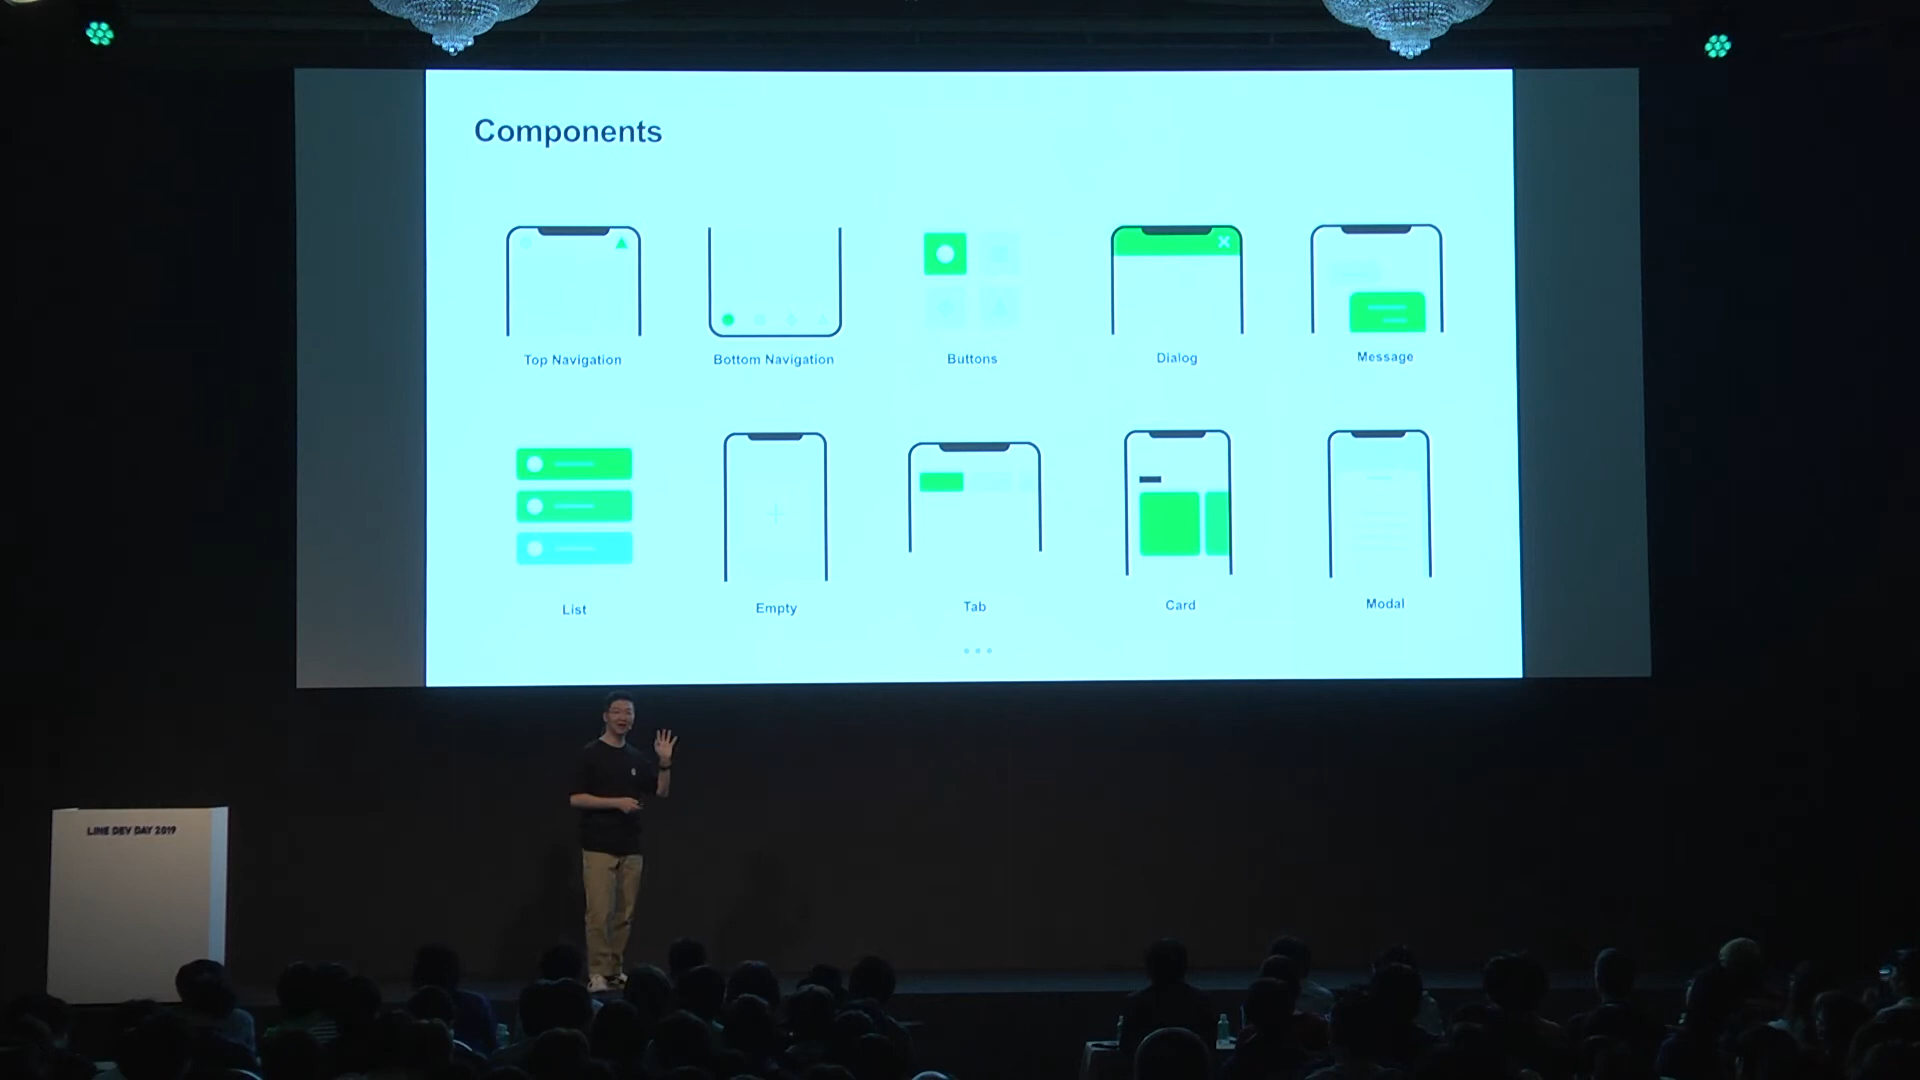 Components
Top Navigation
Bottom Navigation
Buttons
Dialog
Message
List
Empty
Tab
Card
Modal
LINE DEV DAY 2019